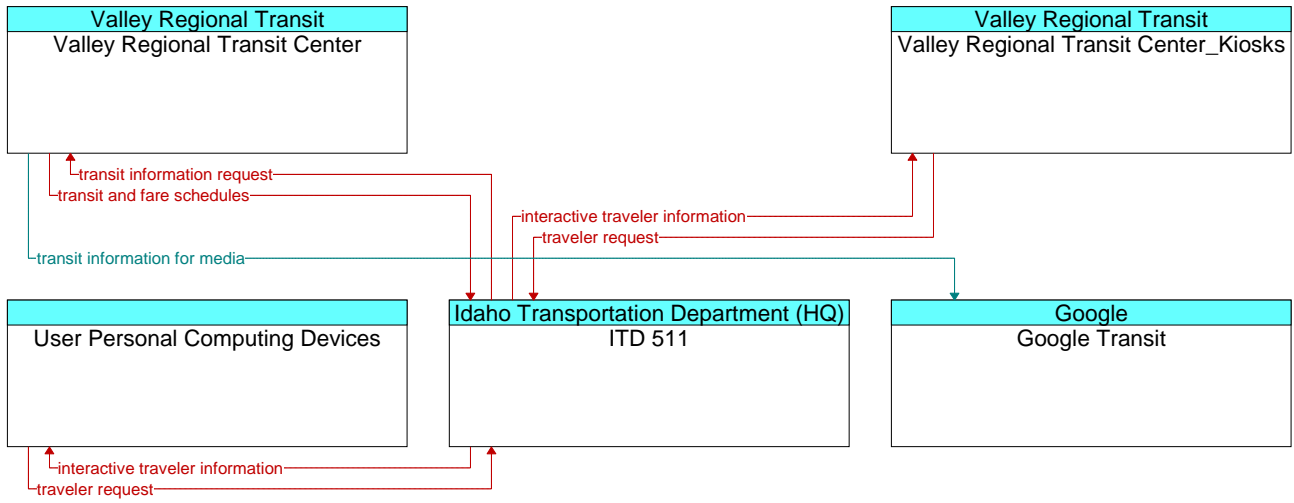 Valley Regional Transit
Valley Regional Transit Center
Valley Regional Transit
Valley Regional Transit Center_Kiosks
transit information request
transit and fare schedules
interactive traveler information
traveler request
transit information for media
User Personal Computing Devices
Idaho Transportation Department (HQ)
ITD 511
Google
Google Transit
interactive traveler information
traveler request